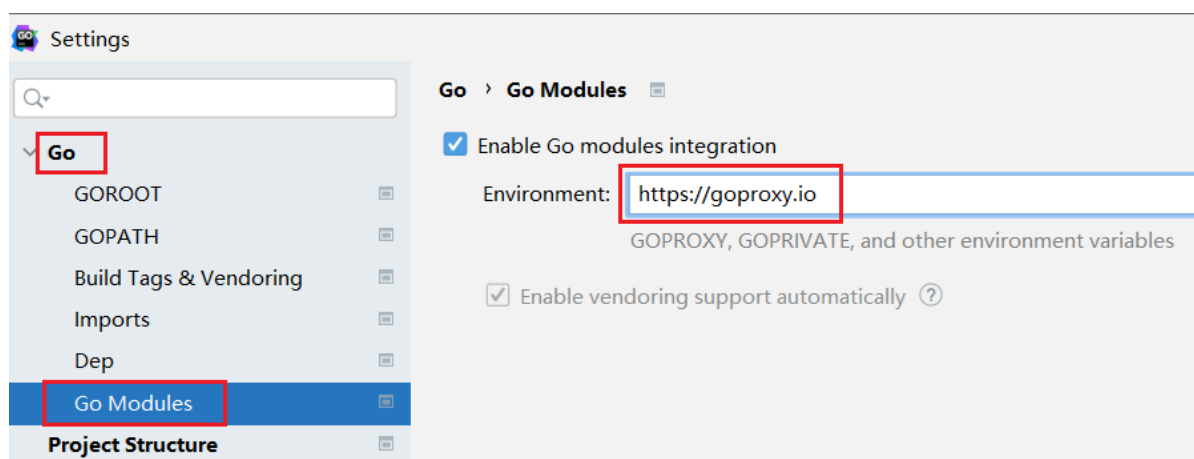 Settings
Go
GOROOT
GOPATH
Build Tags & Vendoring
Imports
Dep
Go Modules
Project Structure
Go › Go Modules
Enable Go modules integration
Environment: https://goproxy.io
GOPROXY, GOPRIVATE, and other environment variables
Enable vendoring support automatically ?